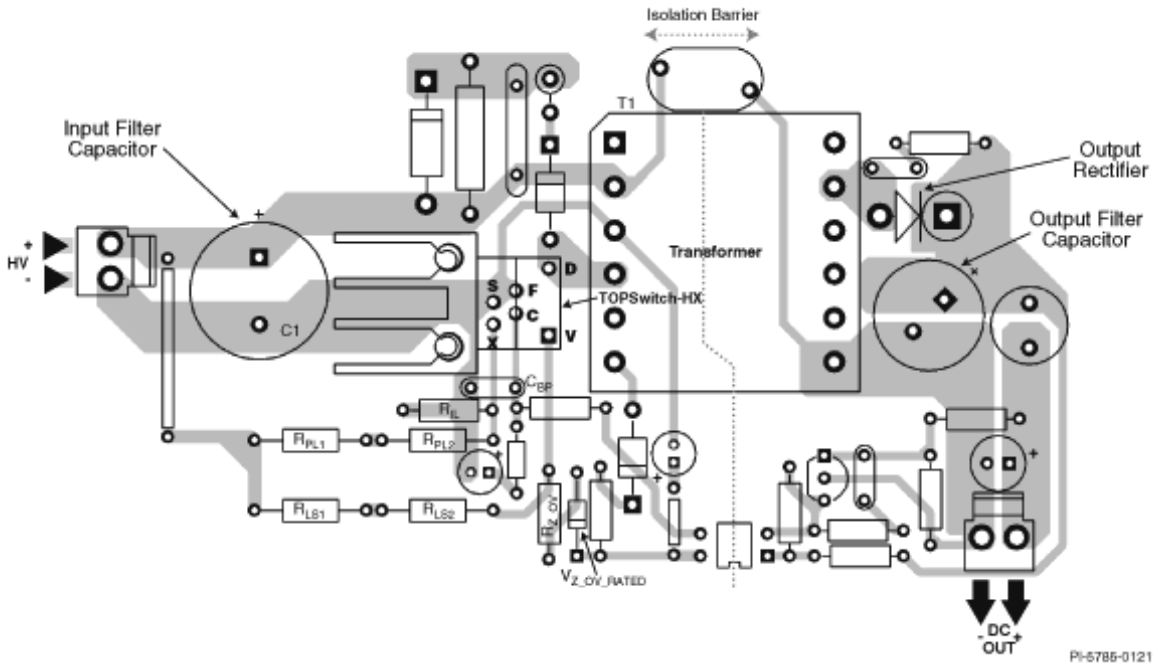 Isolation Barrier
T1
Input Filter
Capacitor
Output
Rectifier
+
Output Filter
Capacitor
+
HV
-
Transformer
+
D
S
F
TOPSwitch-HX
C
C1
X
V
CBP
RIL
RPL1
RPL2
+
+
+
RLS1
RLS2
RZ_OV
VZ_OV_RATED
- DC +
OUT
PI-5785-0121